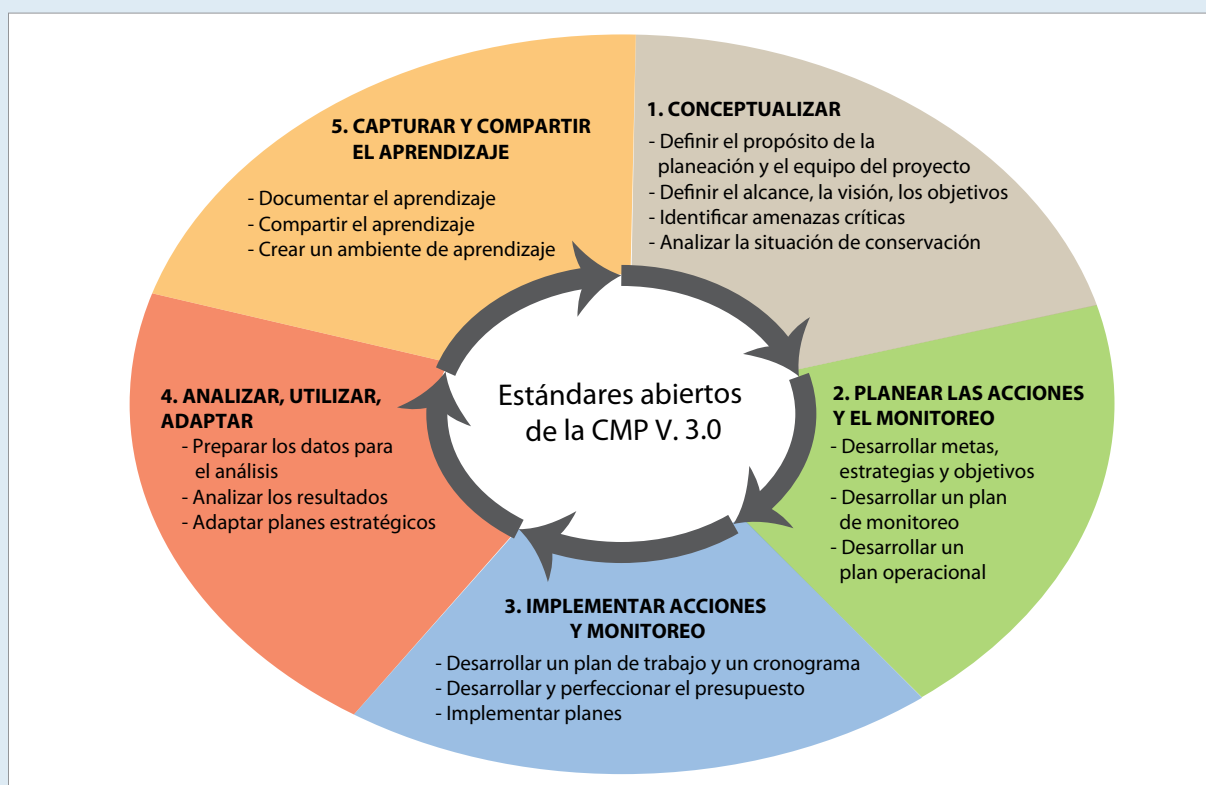 1. CONCEPTUALIZAR
- Definir el propósito de la
planeación y el equipo del proyecto
- Definir el alcance, la visión, los objetivos
- Identificar amenazas críticas
- Analizar la situación de conservación
2. PLANEAR LAS ACCIONES
Y EL MONITOREO
- Desarrollar metas,
estrategias y objetivos
- Desarrollar un plan
de monitoreo
- Desarrollar un
plan operacional
3. IMPLEMENTAR ACCIONES
Y MONITOREO
- Desarrollar un plan de trabajo y un cronograma
- Desarrollar y perfeccionar el presupuesto
- Implementar planes
4. ANALIZAR, UTILIZAR,
ADAPTAR
- Preparar los datos para
el análisis
- Analizar los resultados
- Adaptar planes estratégicos
5. CAPTURAR Y COMPARTIR
EL APRENDIZAJE
- Documentar el aprendizaje
- Compartir el aprendizaje
- Crear un ambiente de aprendizaje
Estándares abiertos
de la CMP V. 3.0